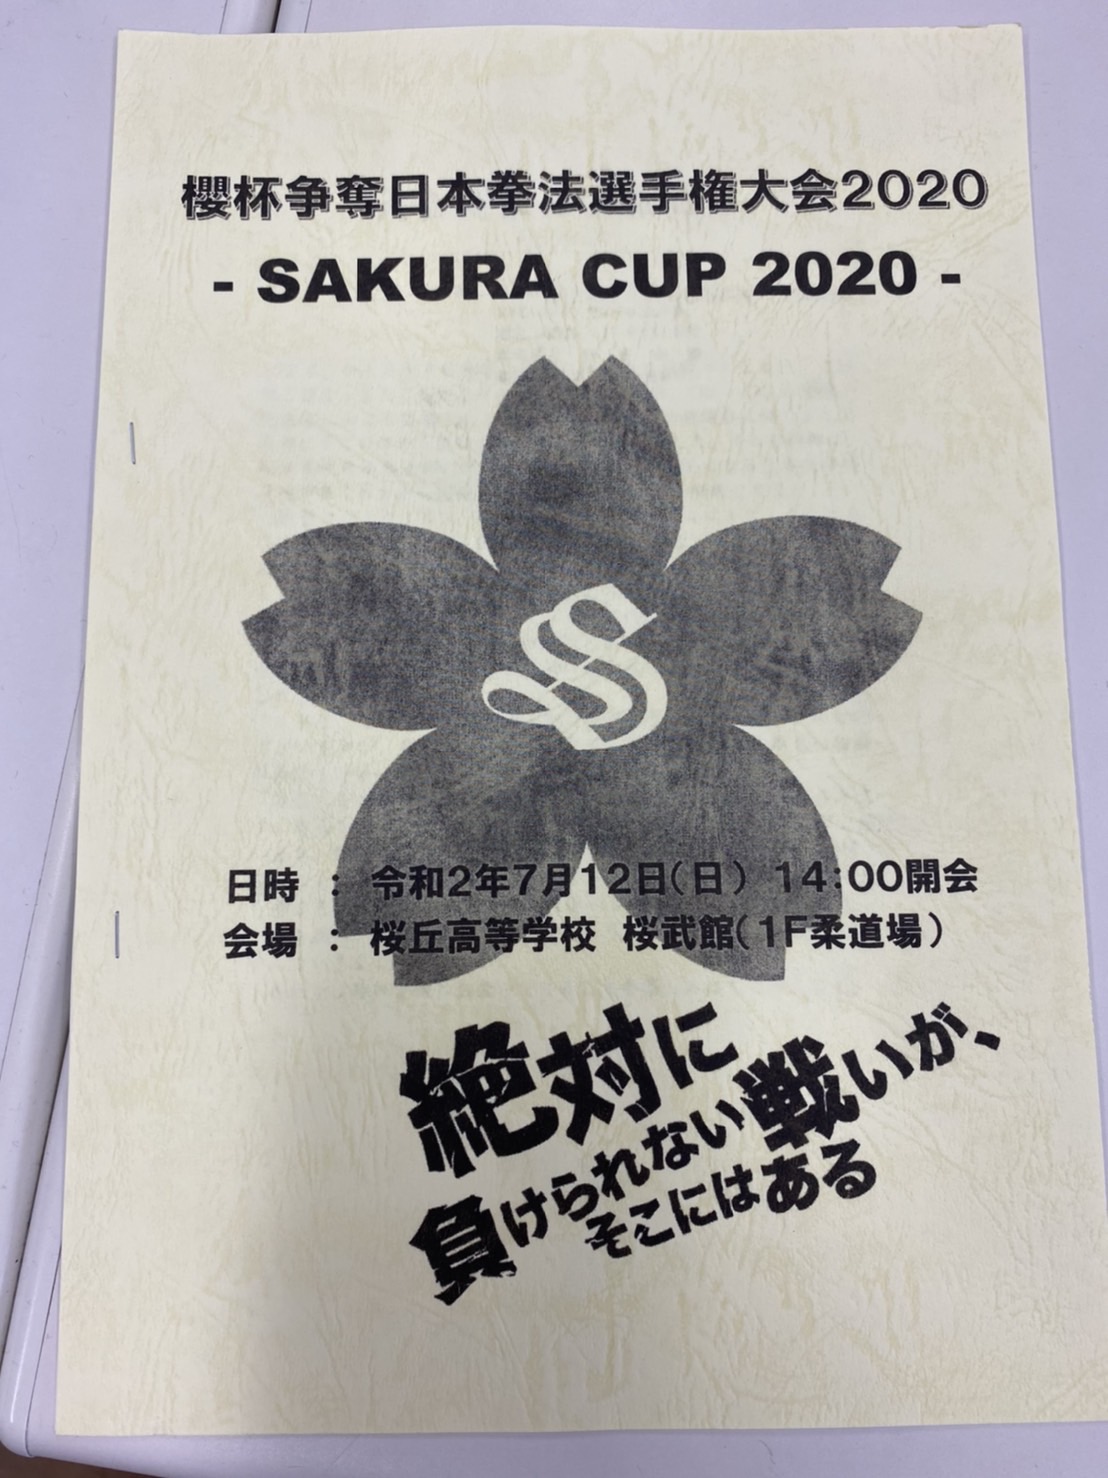 櫻杯争奪日本拳法選手権大会2020
- SAKURA CUP 2020 -
S
日時 : 令和2年7月12日(日) 14:00開会
会場 : 桜丘高等学校 桜武館(1F柔道場)
絶対に
負けられない戦いが、
そこにはある